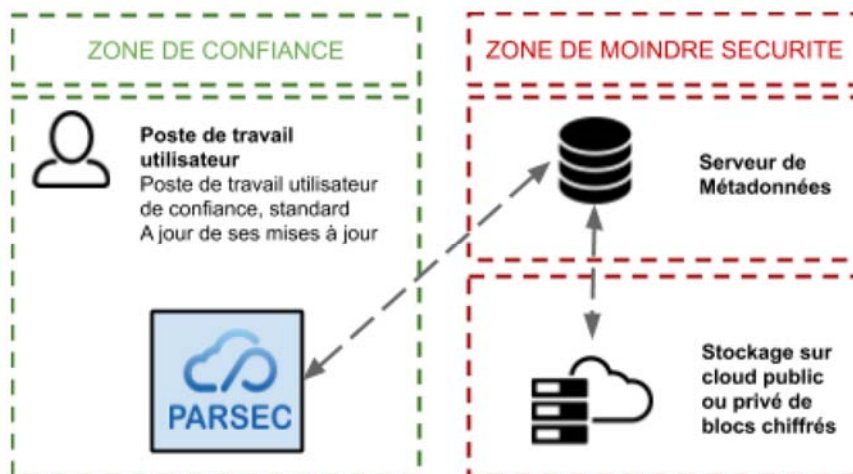 ZONE DE CONFIANCE
Poste de travail
utilisateur
Poste de travail utilisateur
de confiance, standard
A jour de ses mises à jour
PARSEC
ZONE DE MOINDRE SECURITE
Serveur de
Métadonnées
Stockage sur
cloud public
ou privé de
blocs chiffrés